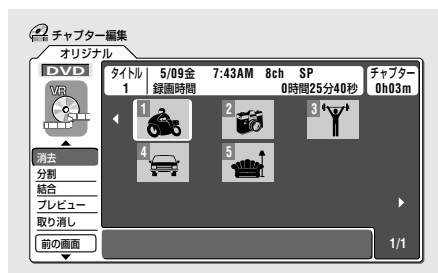 チャプター編集
オリジナル
DVD
VR
タイトル 5/09金 7:43AM 8ch SP チャプター
1 録画時間 0時間25分40秒 0h03m
1 2 3
4 5
消去
分割
結合
プレビュー
取り消し
前の画面
1/1